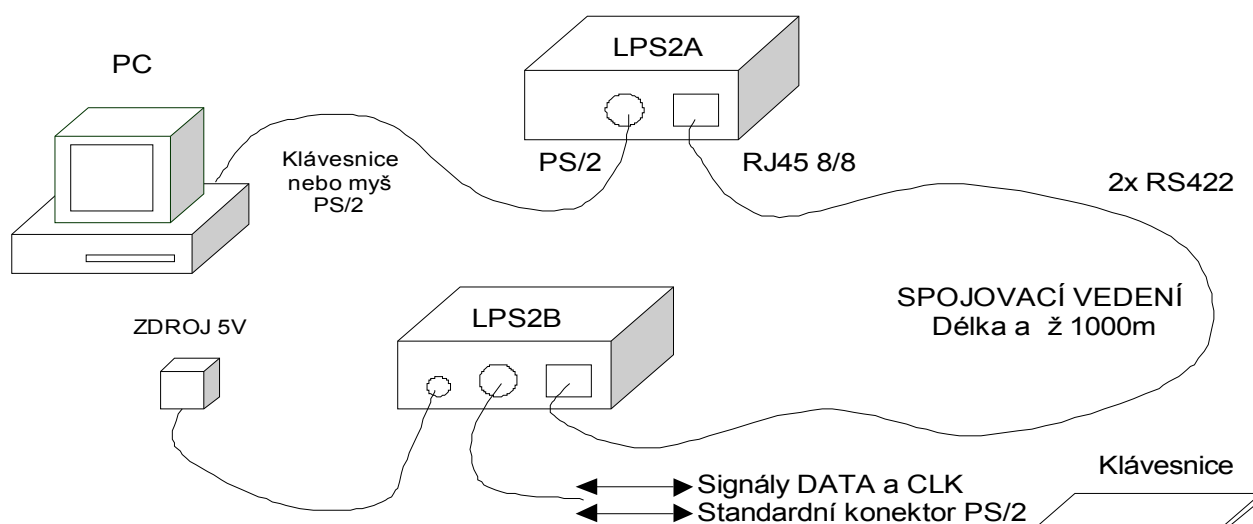 LPS2A
PC
Klávesnice
nebo myš
PS/2
PS/2
RJ45 8/8
2x RS422
SPOJOVACÍ VEDENÍ
Délka a ž 1000m
ZDROJ 5V
LPS2B
Klávesnice
Signály DATA a CLK
Standardní konektor PS/2